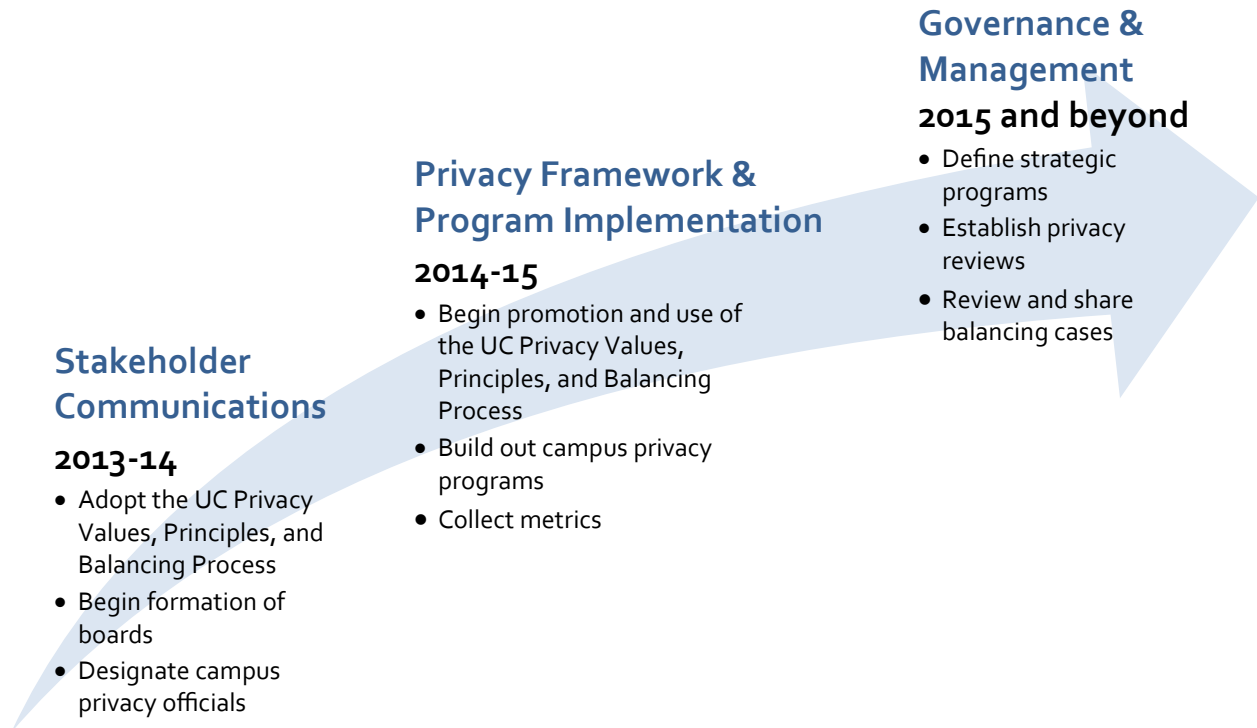 Stakeholder
Communications
2013-14
• Adopt the UC Privacy
Values, Principles, and
Balancing Process
• Begin formation of
boards
• Designate campus
privacy officials
Privacy Framework &
Program Implementation
2014-15
• Begin promotion and use of
the UC Privacy Values,
Principles, and Balancing
Process
• Build out campus privacy
programs
• Collect metrics
Governance &
Management
2015 and beyond
• Define strategic
programs
• Establish privacy
reviews
• Review and share
balancing cases